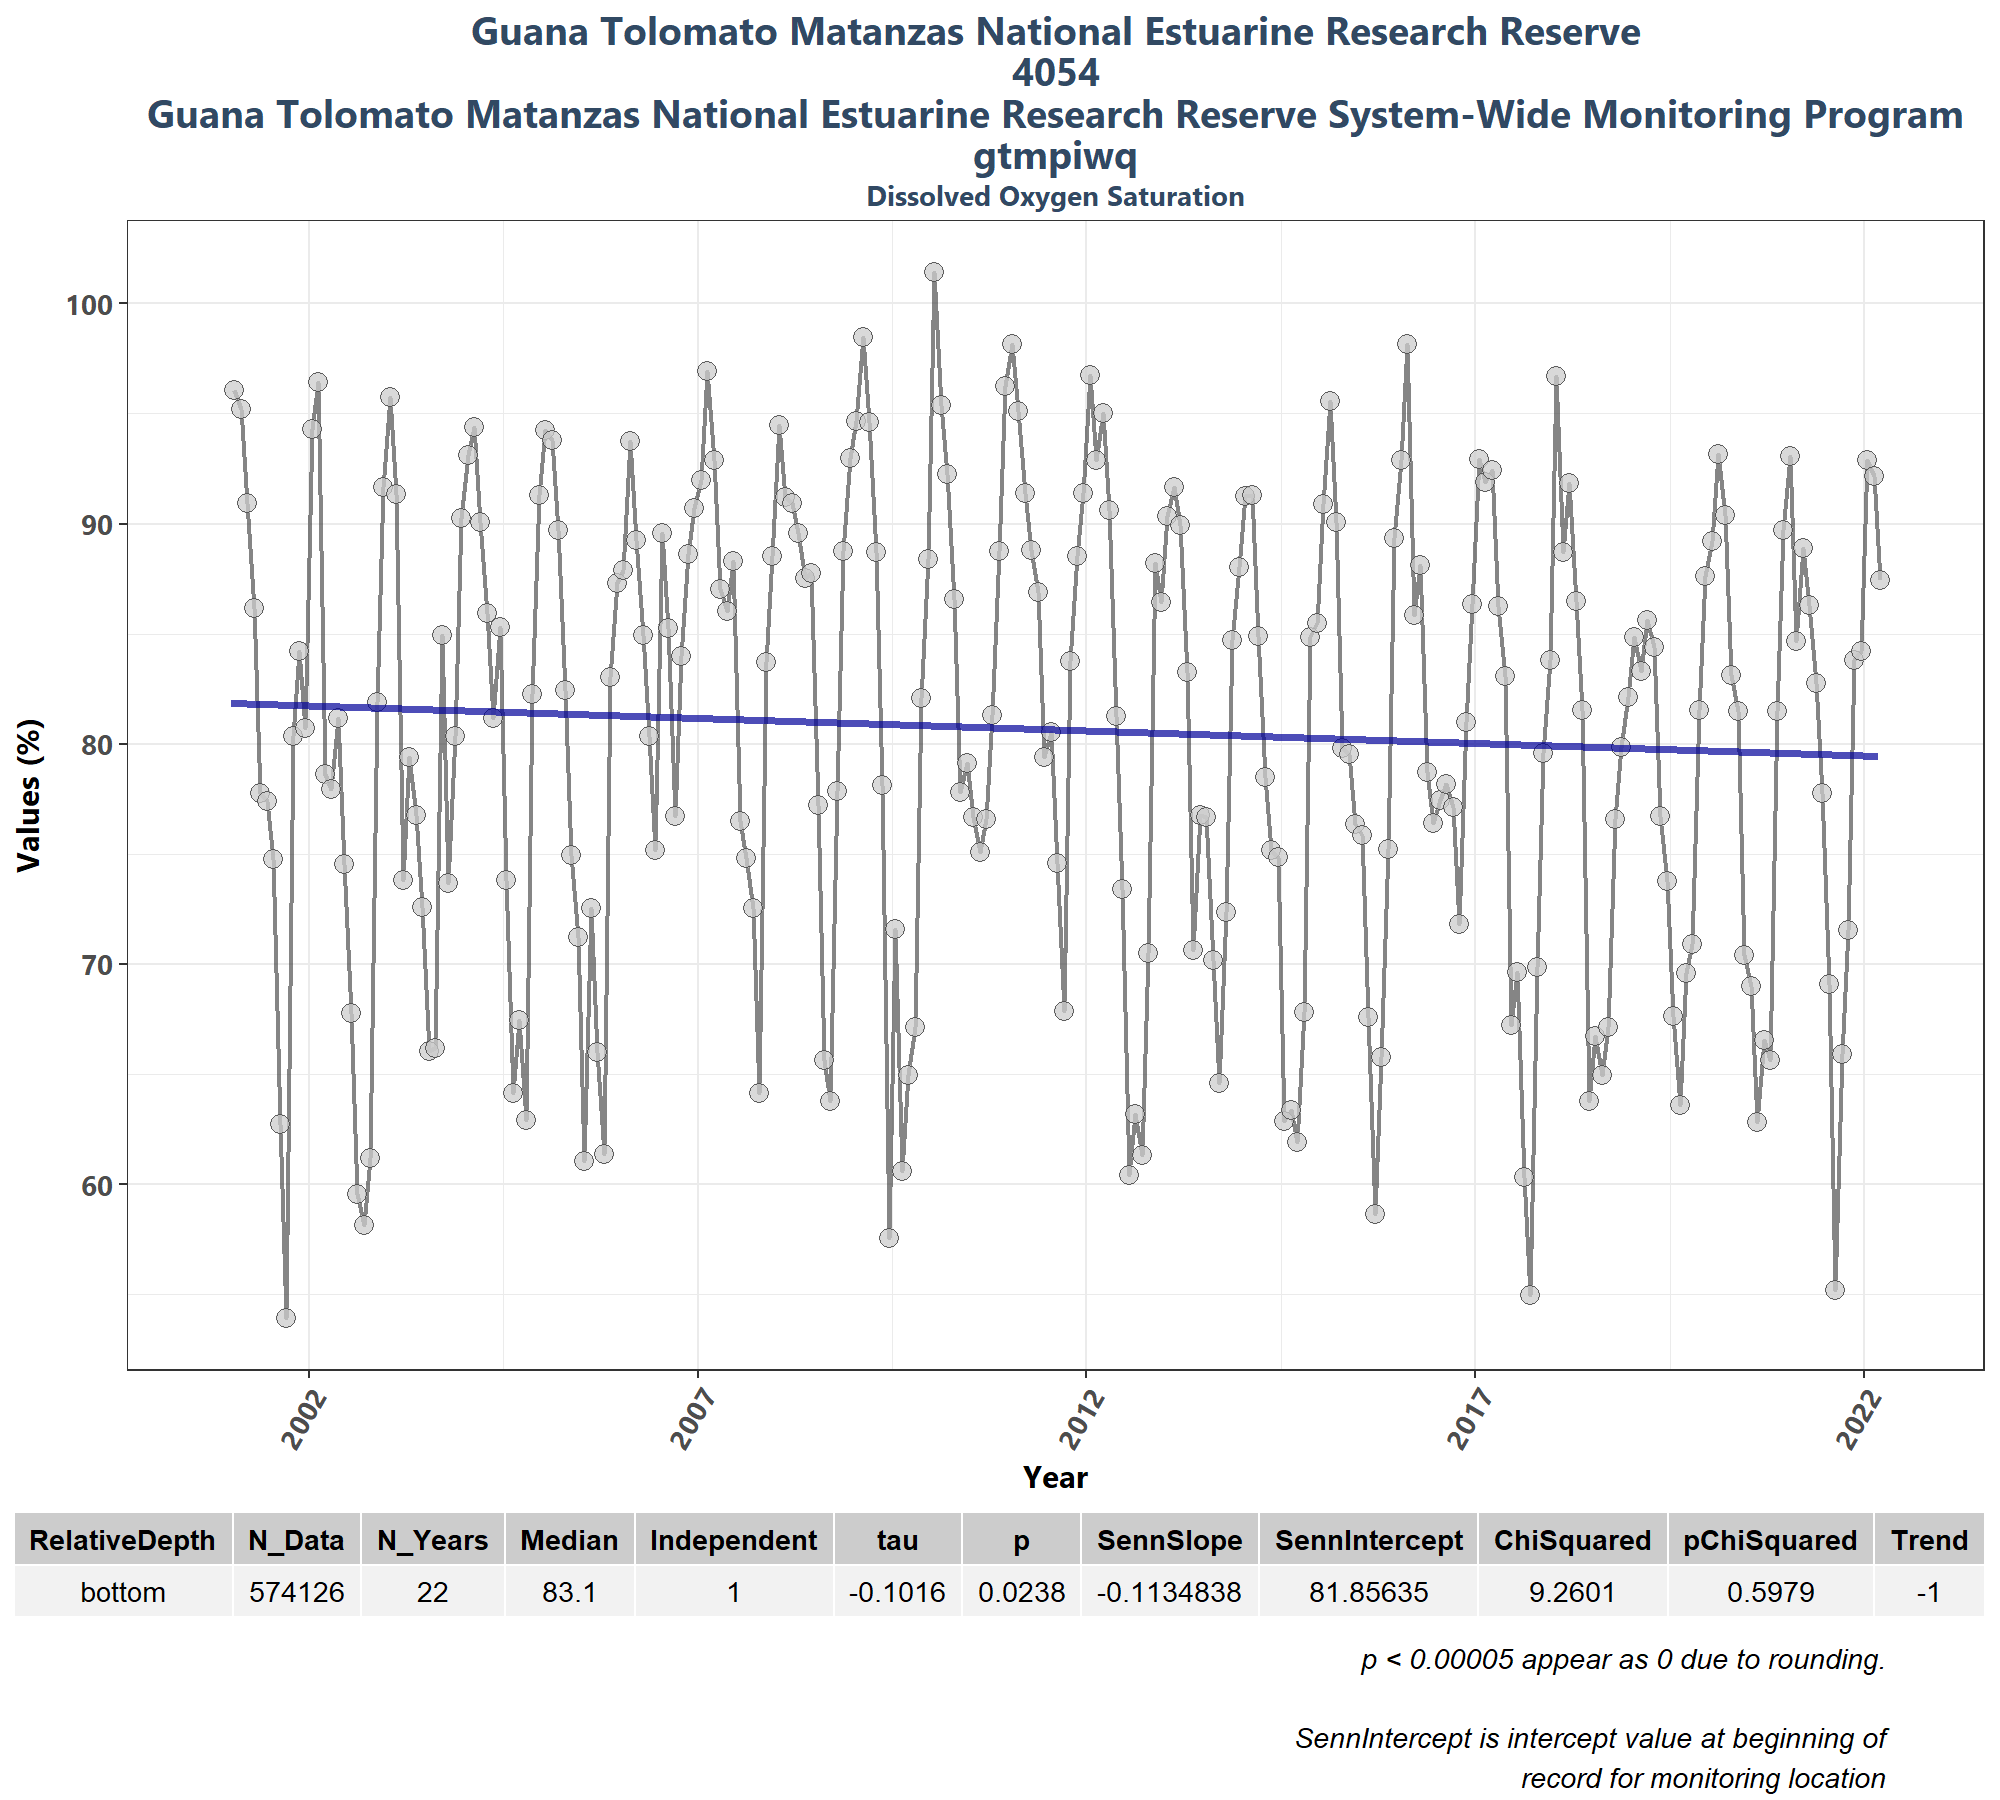 Guana Tolomato Matanzas National Estuarine Research Reserve
4054
Guana Tolomato Matanzas National Estuarine Research Reserve System-Wide Monitoring Program
gtmpiwq
Dissolved Oxygen Saturation
100
90
80
70
60
Values (%)
2002 2007 2012 2017 2022
Year
RelativeDepth N_Data N_Years Median Independent tau p SennSlope SennIntercept ChiSquared pChiSquared Trend
bottom 574126 22 83.1 1 -0.1016 0.0238 -0.1134838 81.85635 9.2601 0.5979 -1
p < 0.00005 appear as 0 due to rounding.
SennIntercept is intercept value at beginning of
record for monitoring location